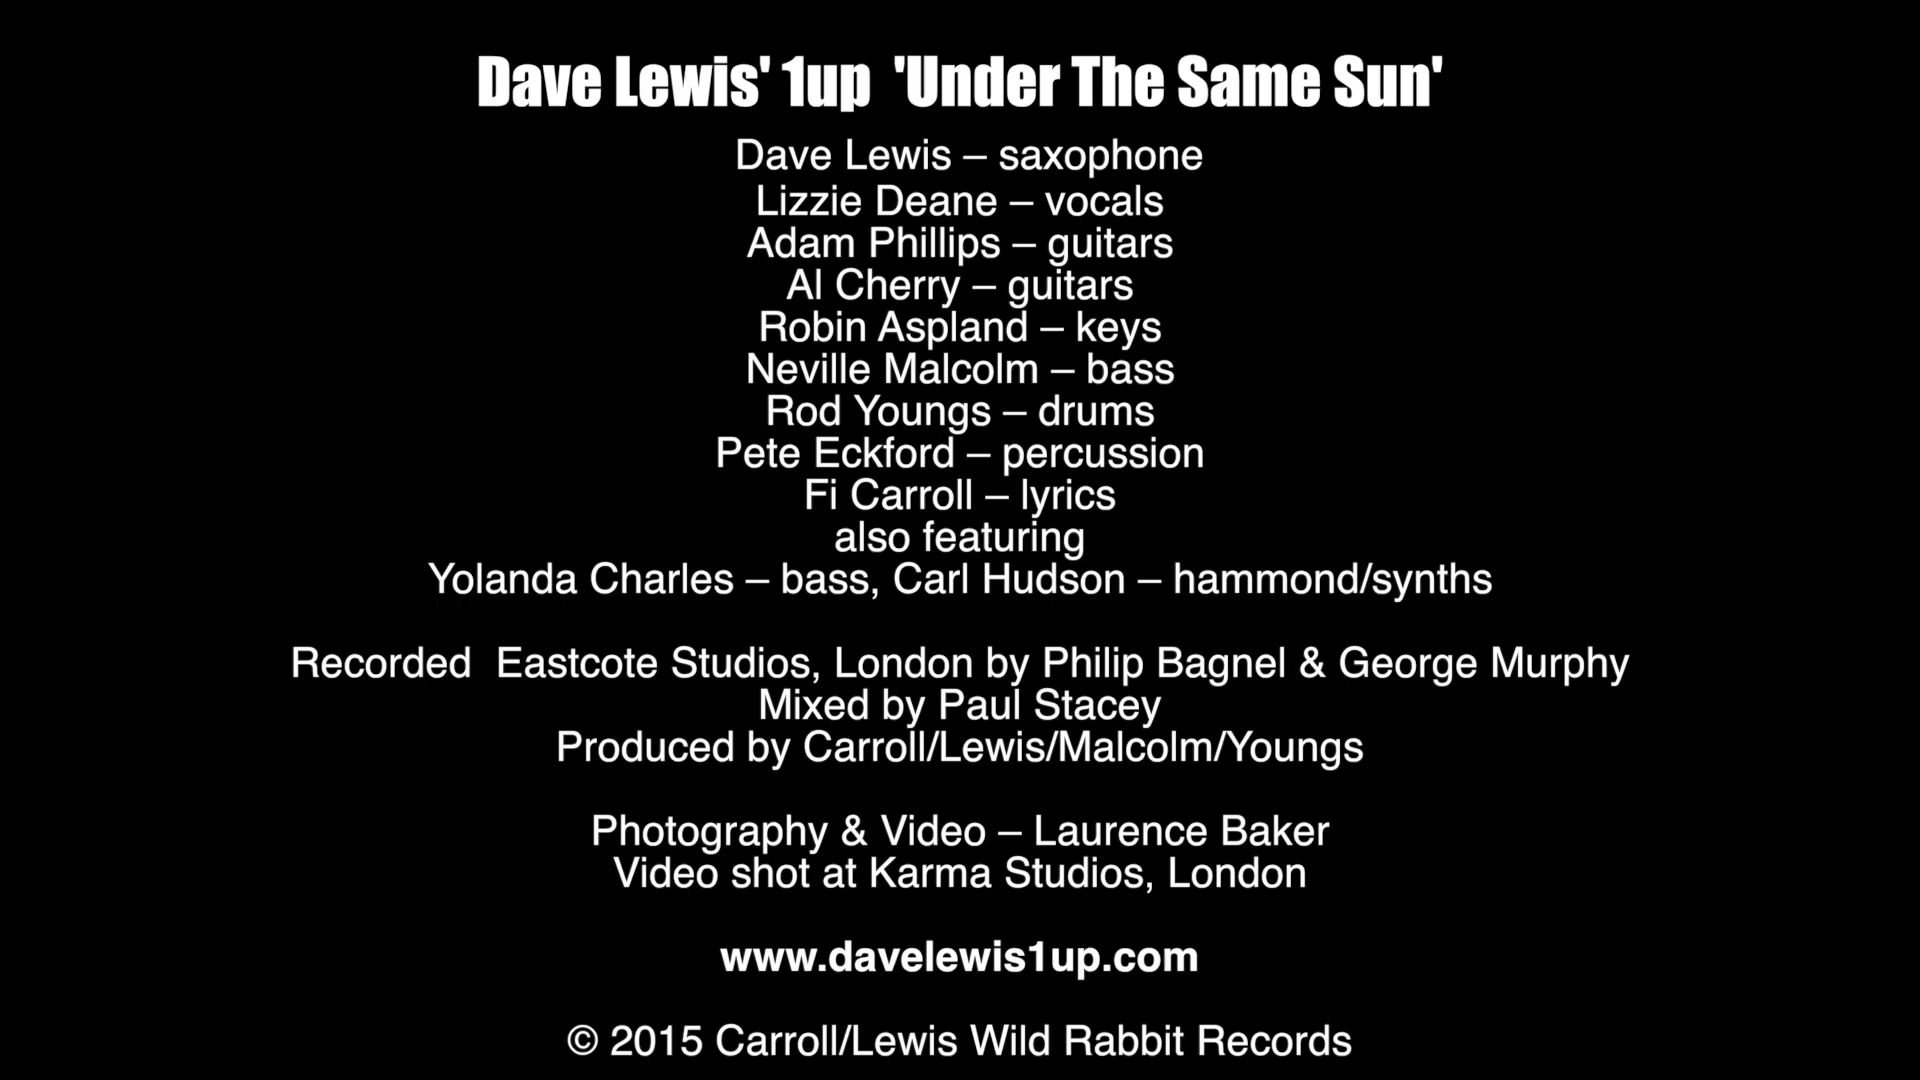 Dave Lewis' 1up 'Under The Same Sun'
Dave Lewis – saxophone
Lizzie Deane – vocals
Adam Phillips – guitars
Al Cherry – guitars
Robin Aspland – keys
Neville Malcolm – bass
Rod Youngs – drums
Pete Eckford – percussion
Fi Carroll – lyrics
also featuring
Yolanda Charles – bass, Carl Hudson – hammond/synths
Recorded Eastcote Studios, London by Philip Bagnel & George Murphy
Mixed by Paul Stacey
Produced by Carroll/Lewis/Malcolm/Youngs
Photography & Video – Laurence Baker
Video shot at Karma Studios, London
www.davelewis1up.com
© 2015 Carroll/Lewis Wild Rabbit Records